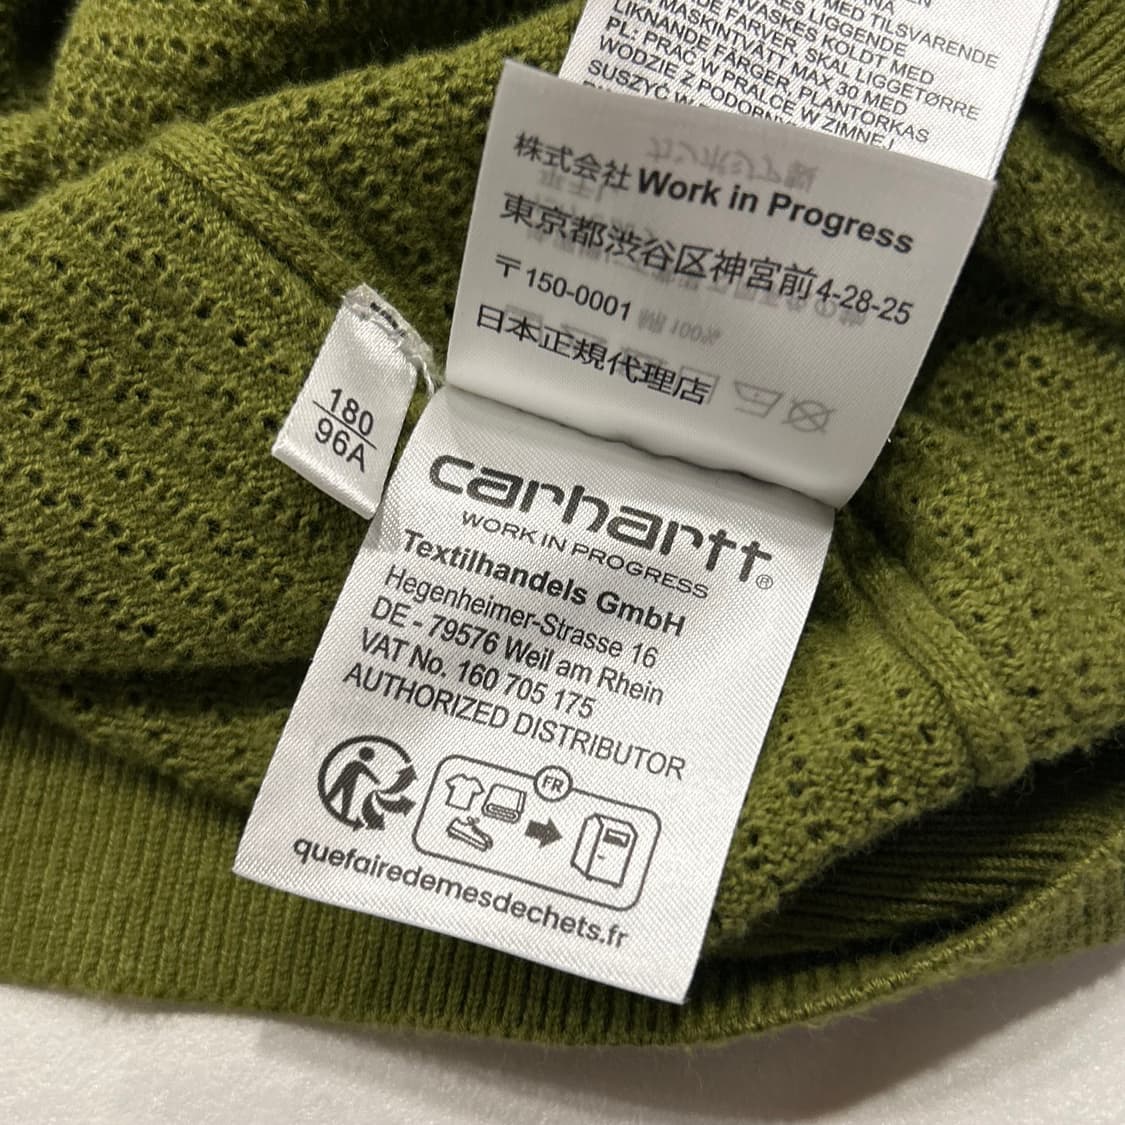 MED TILSVARENDE
VASKES LIGGENDE
FARVER, SKAL LIGGETØRRE
MASKINTVÄTT MAX 30 MED
LIKNANDE FÄRGER, PLANTORKAS
PL: PRAĆ W PRALCE W ZIMNEJ
WODZIE Z
SUSZYĆ W
株式会社 Work in Progress
東京都渋谷区神宮前4-28-25
〒150-0001
日本正規代理店
180
96A
carhartt®
WORK IN PROGRESS
Textilhandels GmbH
Hegenheimer-Strasse 16
DE - 79576 Weil am Rhein
VAT No. 160 705 175
AUTHORIZED DISTRIBUTOR
FR
quefairedemesdechets.fr